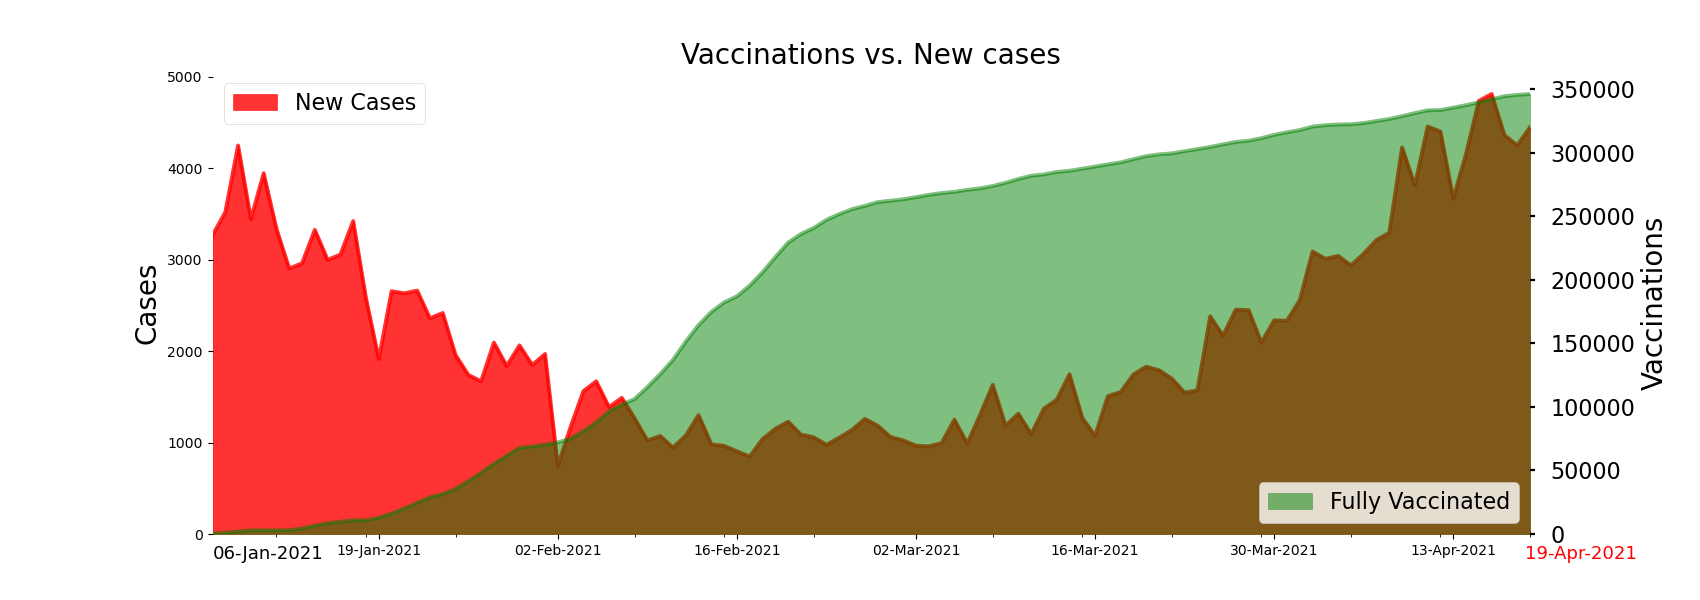 Vaccinations vs. New cases
5000
4000
3000
2000
1000
0
Cases
New Cases
350000
300000
250000
200000
150000
100000
50000
0
Vaccinations
Fully Vaccinated
06-Jan-2021 19-Jan-2021 02-Feb-2021 16-Feb-2021 02-Mar-2021 16-Mar-2021 30-Mar-2021 13-Apr-2021 19-Apr-2021